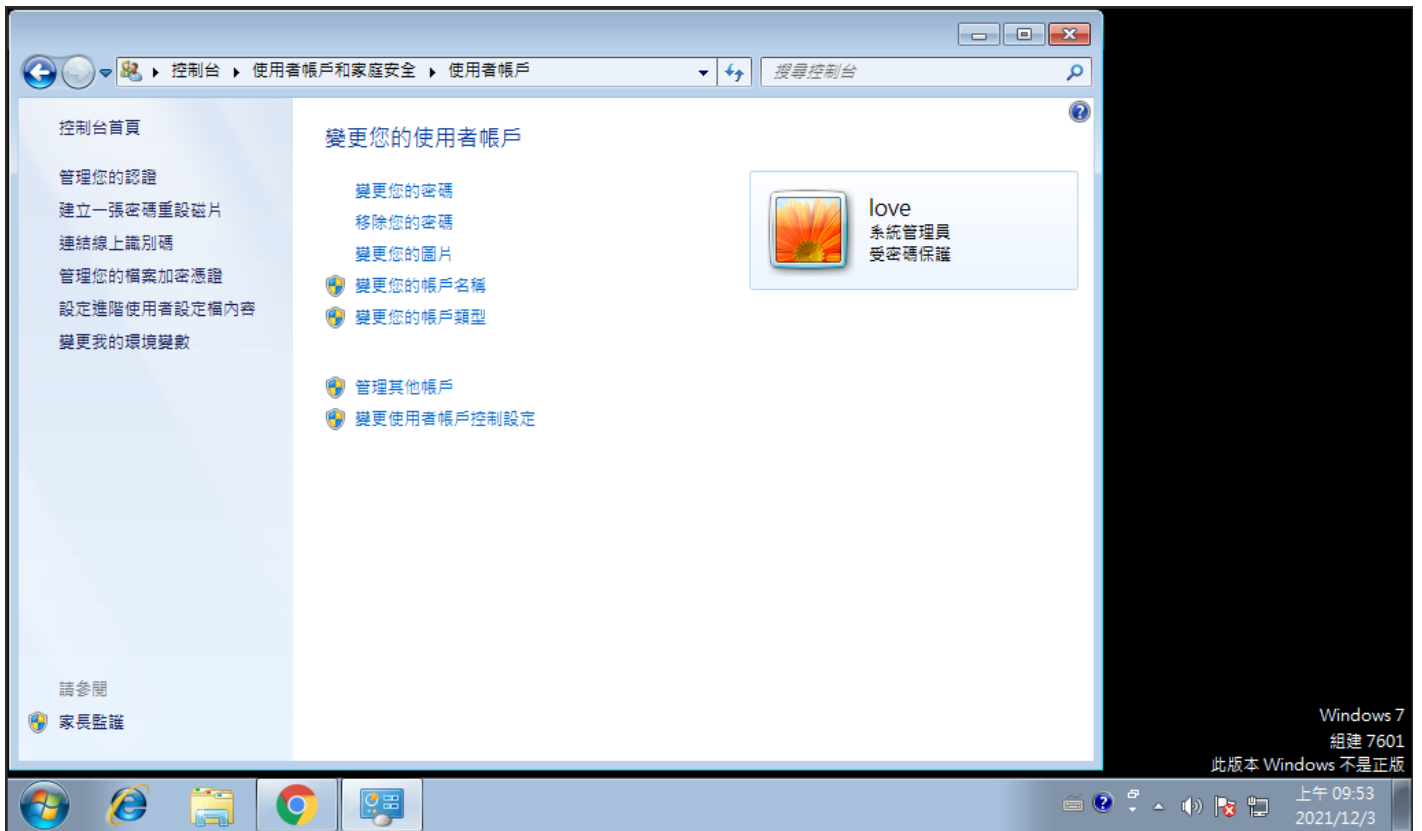 控制台 使用者帳戶和家庭安全 使用者帳戶
搜尋控制台
控制台首頁
管理您的認證
建立一張密碼重設磁片
連結線上識別碼
管理您的檔案加密憑證
設定進階使用者設定檔內容
變更我的環境變數
請參閱
家長監護
變更您的使用者帳戶
變更您的密碼
移除您的密碼
變更您的圖片
變更您的帳戶名稱
變更您的帳戶類型
管理其他帳戶
變更使用者帳戶控制設定
love
系統管理員
受密碼保護
Windows 7
組建 7601
此版本 Windows 不是正版
上午 09:53
2021/12/3